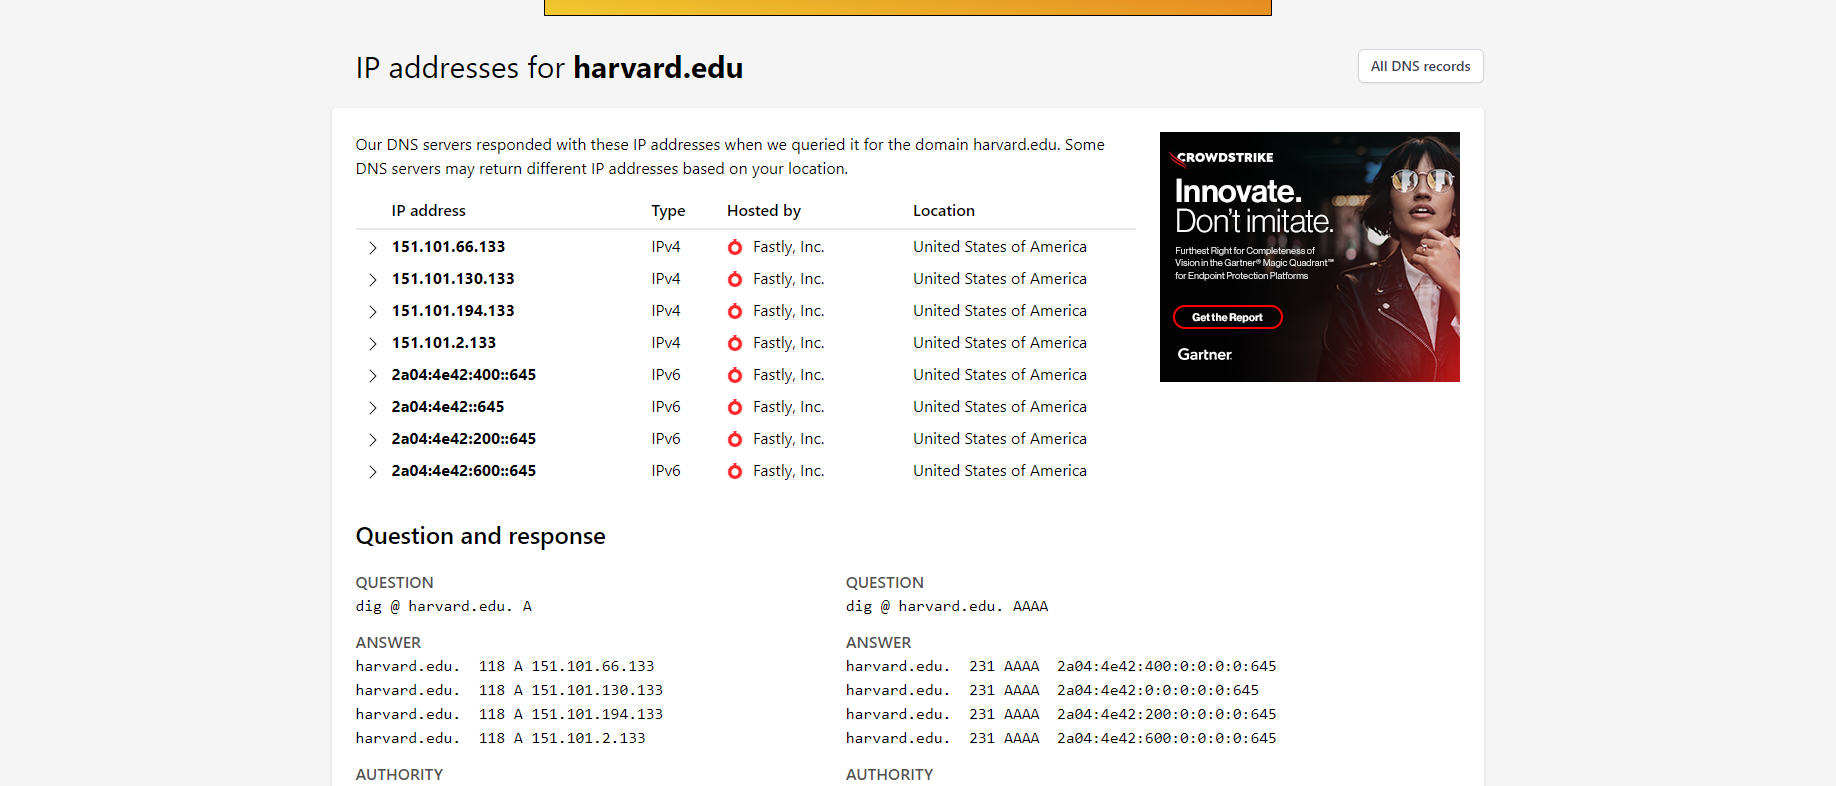 IP addresses for harvard.edu
All DNS records
Our DNS servers responded with these IP addresses when we queried it for the domain harvard.edu. Some
DNS servers may return different IP addresses based on your location.
IP address Type Hosted by Location
151.101.66.133 IPv4 Fastly, Inc. United States of America
151.101.130.133 IPv4 Fastly, Inc. United States of America
151.101.194.133 IPv4 Fastly, Inc. United States of America
151.101.2.133 IPv4 Fastly, Inc. United States of America
2a04:4e42:400::645 IPv6 Fastly, Inc. United States of America
2a04:4e42::645 IPv6 Fastly, Inc. United States of America
2a04:4e42:200::645 IPv6 Fastly, Inc. United States of America
2a04:4e42:600::645 IPv6 Fastly, Inc. United States of America
CROWDSTRIKE
Innovate.
Don't imitate.
Furthest Right for Completeness of
Vision in the Gartner® Magic Quadrant™
for Endpoint Protection Platforms
Get the Report
Gartner.
Question and response
QUESTION
dig @ harvard.edu. A
ANSWER
harvard.edu. 118 A 151.101.66.133
harvard.edu. 118 A 151.101.130.133
harvard.edu. 118 A 151.101.194.133
harvard.edu. 118 A 151.101.2.133
AUTHORITY
QUESTION
dig @ harvard.edu. AAAA
ANSWER
harvard.edu. 231 AAAA 2a04:4e42:400:0:0:0:0:645
harvard.edu. 231 AAAA 2a04:4e42:0:0:0:0:0:645
harvard.edu. 231 AAAA 2a04:4e42:200:0:0:0:0:645
harvard.edu. 231 AAAA 2a04:4e42:600:0:0:0:0:645
AUTHORITY